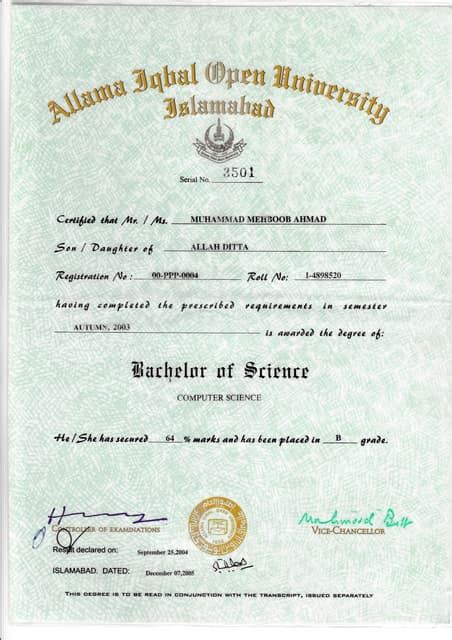 Allama Iqbal Open University
Islamabad
Serial No. 3501
Certified that Mr. / Ms. MUHAMMAD MEHBOOB AHMAD
Son / Daughter of ALLAH DITTA
Registration No : 00-PPP-0004 Roll No: I-4898520
having completed the prescribed requirements in semester
AUTUMN, 2003 is awarded the degree of:
Bachelor of Science
COMPUTER SCIENCE
He / She has secured 64 % marks and has been placed in B grade.
Mahmood Butt
CONTROLLER OF EXAMINATIONS VICE-CHANCELLOR
Result declared on: September 25,2004
ISLAMABAD. DATED: December 07,2005
THIS DEGREE IS TO BE READ IN CONJUNCTION WITH THE TRANSCRIPT, ISSUED SEPARATELY